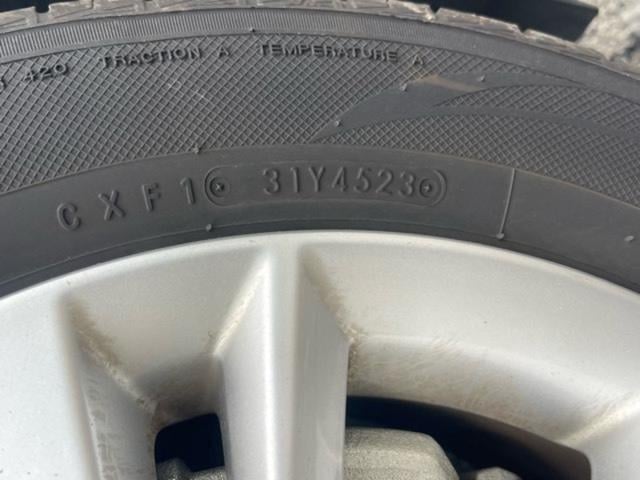 420 TRACTION A TEMPERATURE A
CXF1 31Y4523